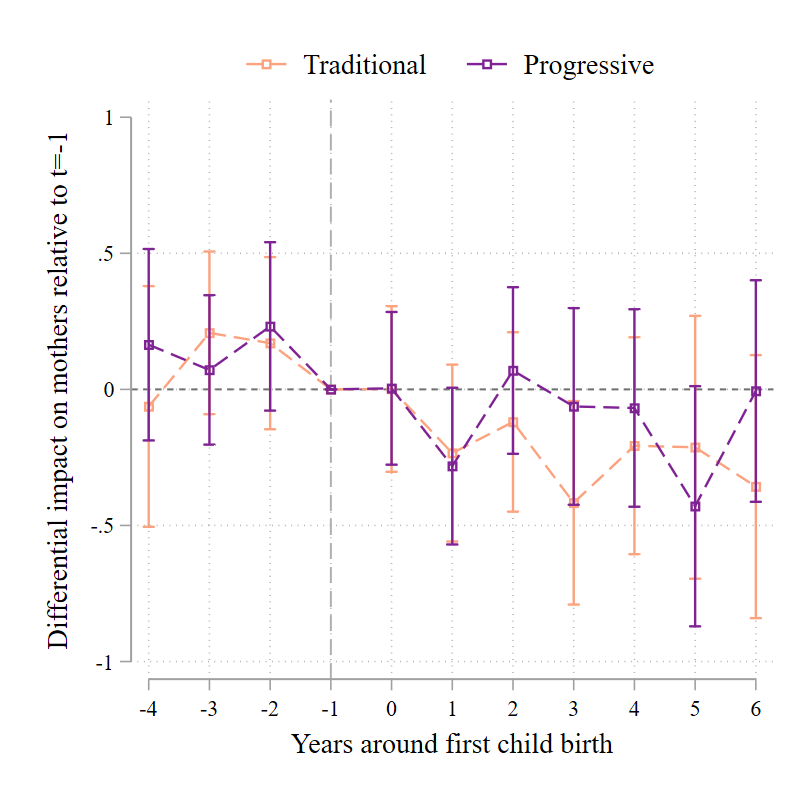 Traditional Progressive
Differential impact on mothers relative to t=-1
1
.5
0
-.5
-1
-4 -3 -2 -1 0 1 2 3 4 5 6
Years around first child birth